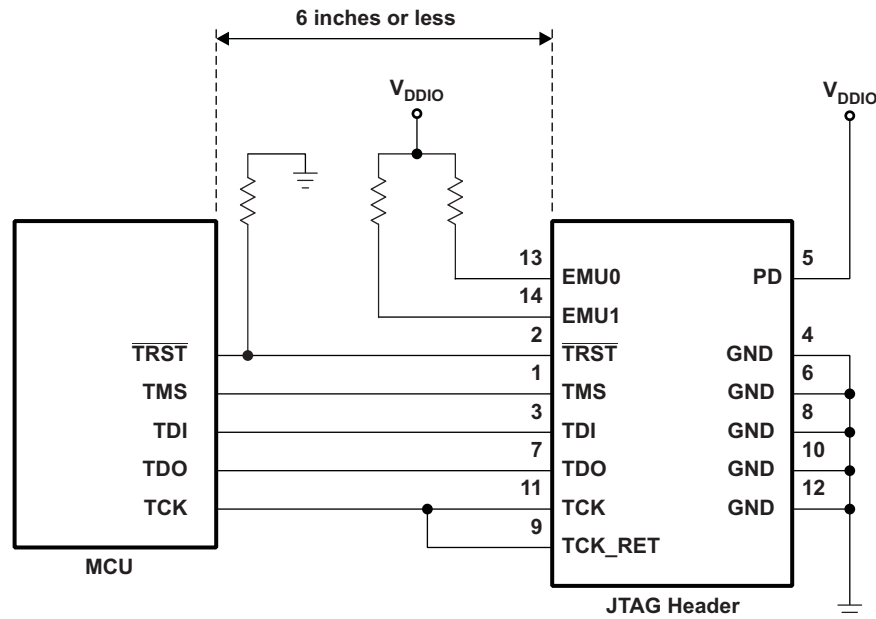 6 inches or less
VDDIO
VDDIO
13
EMU0
PD
5
14
EMU1
TRST
2
TRST
GND
4
TMS
1
TMS
GND
6
TDI
3
TDI
GND
8
TDO
7
TDO
GND
10
TCK
11
TCK
GND
12
9
TCK_RET
MCU
JTAG Header